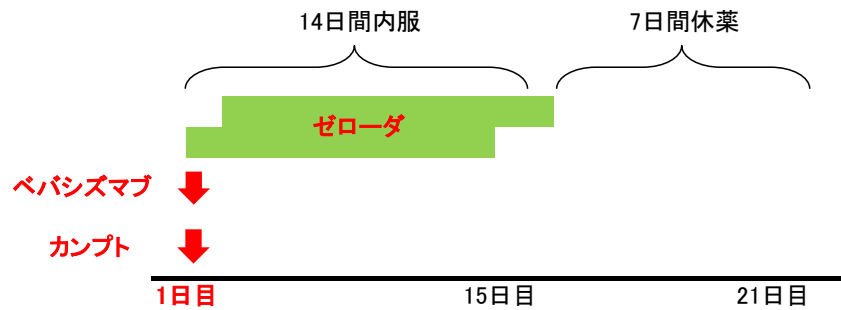 14日間内服
7日間休薬
ゼローダ
ベバシズマブ
カンプト
1日目
15日目
21日目